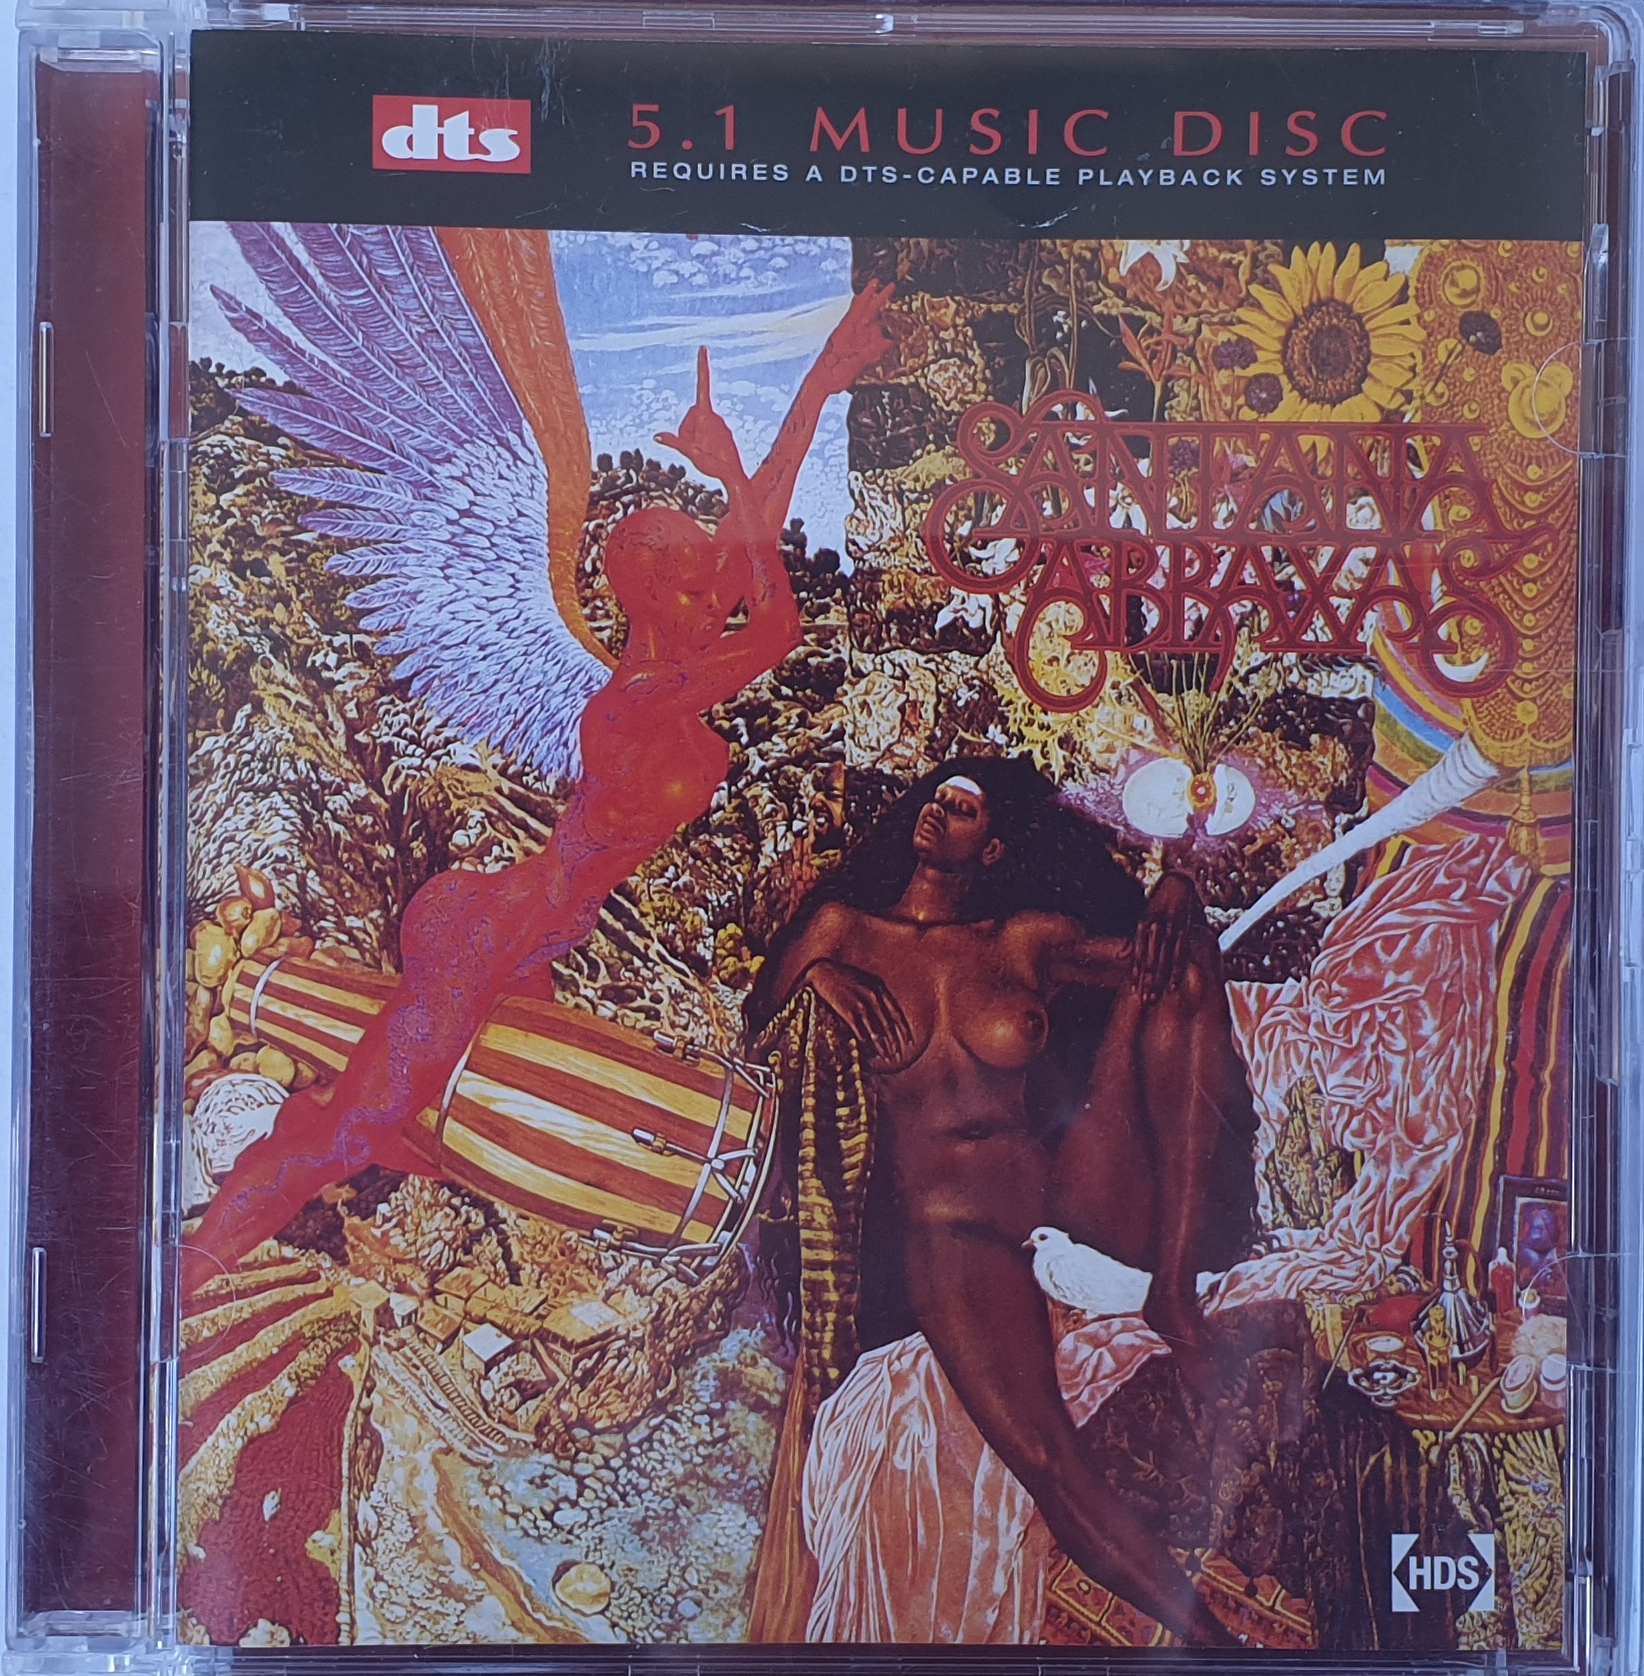 dts
5.1 MUSIC DISC
REQUIRES A DTS-CAPABLE PLAYBACK SYSTEM
SANTANA
ABRAXAS
HDS